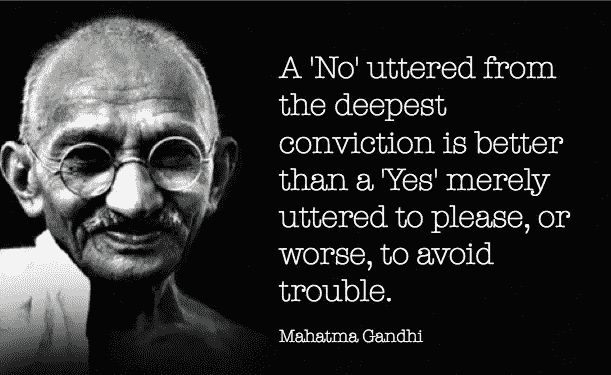 A 'No' uttered from
the deepest
conviction is better
than a 'Yes' merely
uttered to please, or
worse, to avoid
trouble.
Mahatma Gandhi